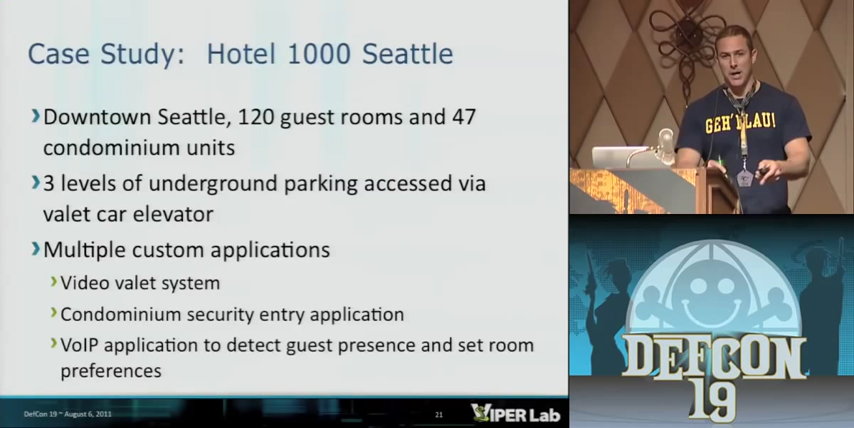 Case Study: Hotel 1000 Seattle
›Downtown Seattle, 120 guest rooms and 47
condominium units
›3 levels of underground parking accessed via
valet car elevator
›Multiple custom applications
›Video valet system
›Condominium security entry application
›VoIP application to detect guest presence and set room
preferences
DefCon 19 ~ August 6, 2011
21
VIPER Lab
GEH' BLAU!
DEFCON
19